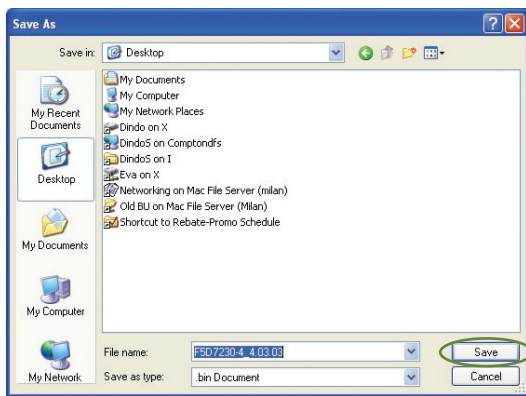 Save As
Save in:
Desktop
My Recent
Documents
Desktop
My Documents
My Computer
My Network
My Documents
My Computer
My Network Places
Dindo on X
DindoS on Comptondfs
DindoS on I
Eva on X
Networking on Mac File Server (milan)
Old BU on Mac File Server (Milan)
Shortcut to Rebate-Promo Schedule
File name:
F5D7230-4_4.03.03
Save
Save as type:
.bin Document
Cancel